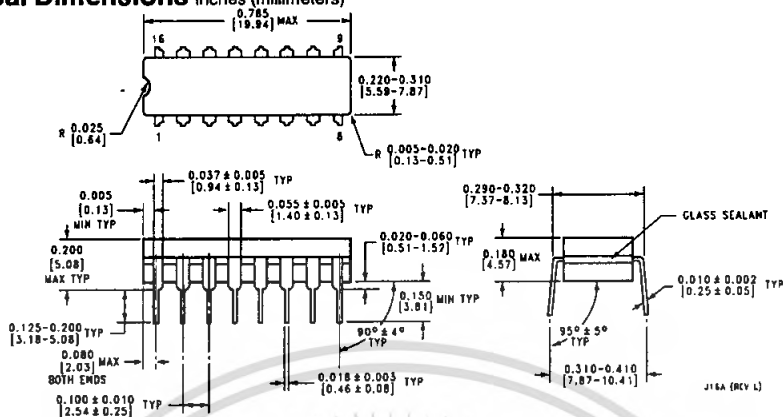 al Dimensions inches (millimeters)
0.785
[19.94] MAX
16
9
0.220-0.310
[5.59-7.87]
R 0.025
[0.64]
1
8
R 0.005-0.020
[0.13-0.51] TYP
0.037 ± 0.005
[0.94 ± 0.13] TYP
0.005
[0.13]
MIN TYP
0.055 ± 0.005
[1.40 ± 0.13] TYP
0.290-0.320
[7.37-8.13]
GLASS SEALANT
0.200
[5.08]
MAX TYP
0.020-0.060
[0.51-1.52] TYP
0.180
[4.57] MAX
0.010 ± 0.002
[0.25 ± 0.05] TYP
0.150
[3.81] MIN TYP
0.125-0.200
[3.18-5.08] TYP
90° ± 4°
TYP
95° ± 5°
TYP
0.080
[2.03] MAX
BOTH ENDS
0.018 ± 0.003
[0.46 ± 0.08] TYP
0.310-0.410
[7.87-10.41]
0.100 ± 0.010
[2.54 ± 0.25] TYP
J16A (REV L)